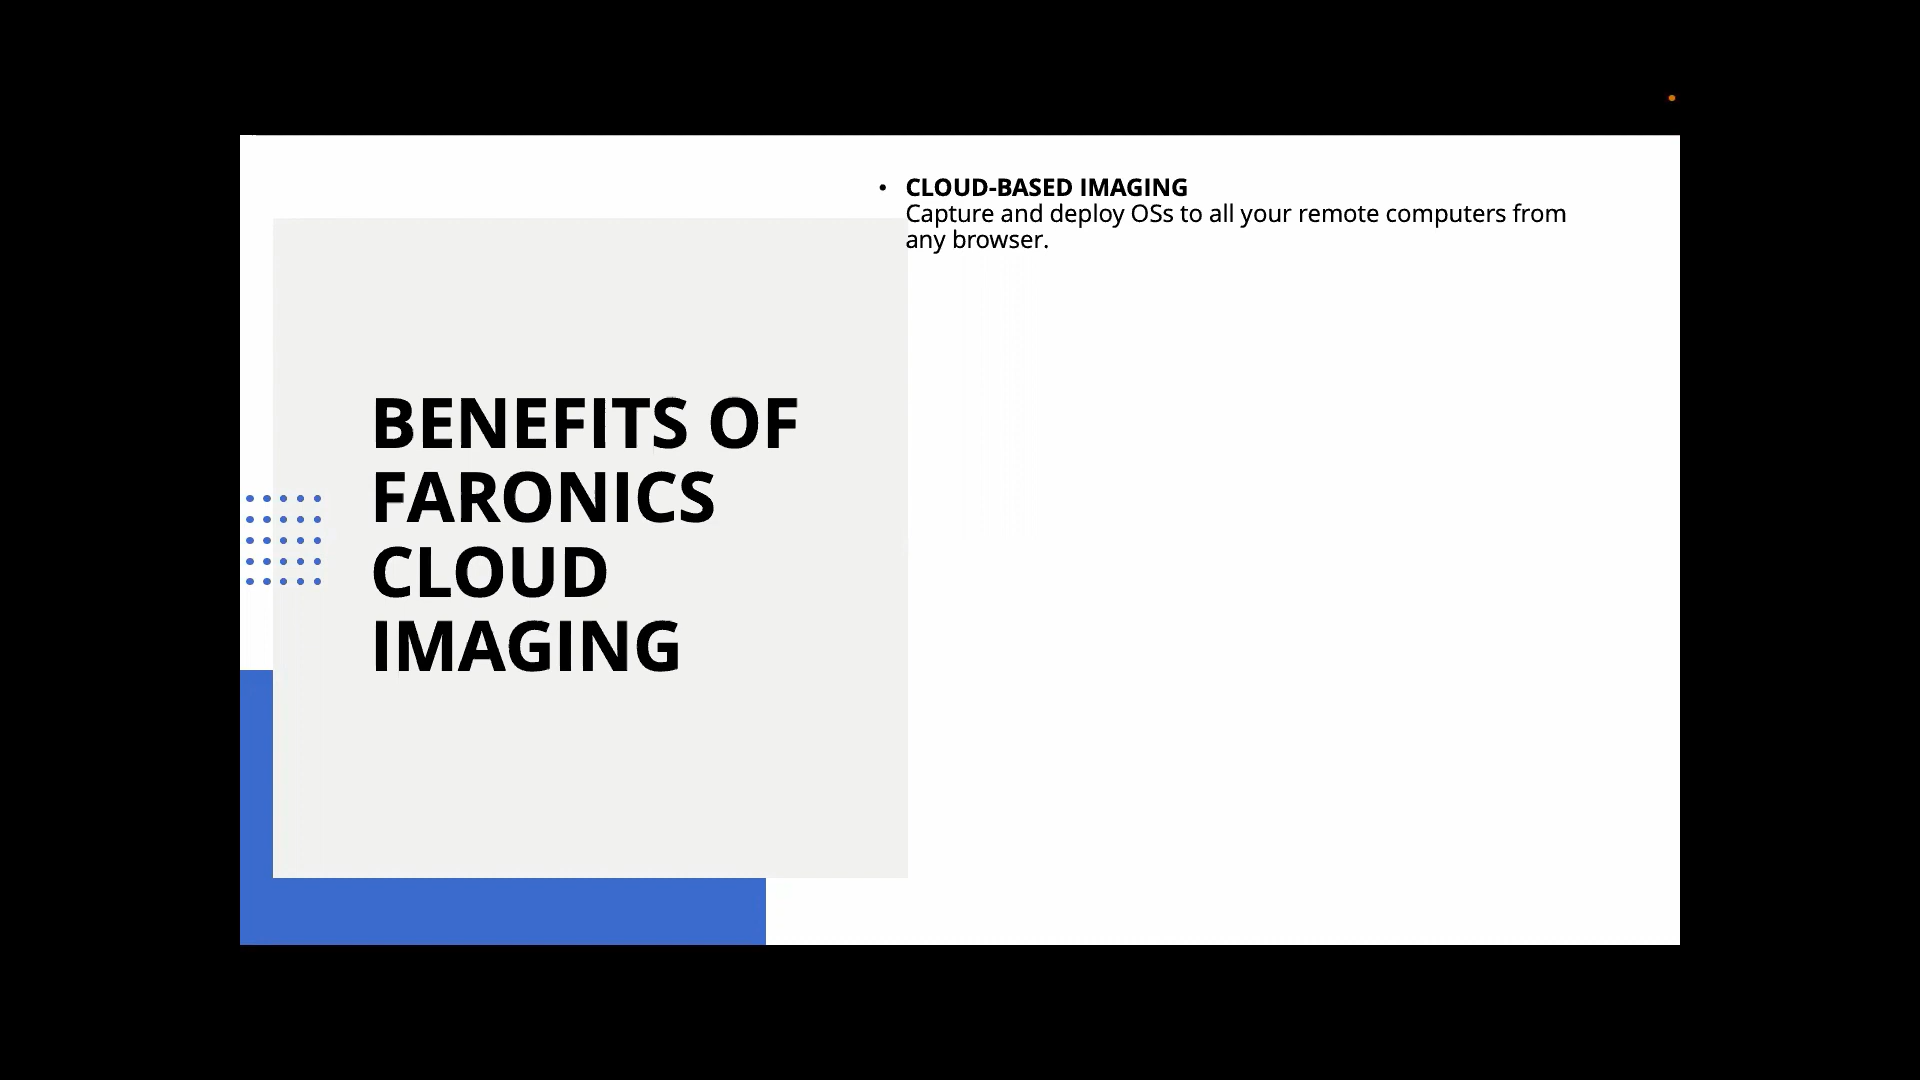 BENEFITS OF
FARONICS
CLOUD
IMAGING
• CLOUD-BASED IMAGING
Capture and deploy OSs to all your remote computers from
any browser.